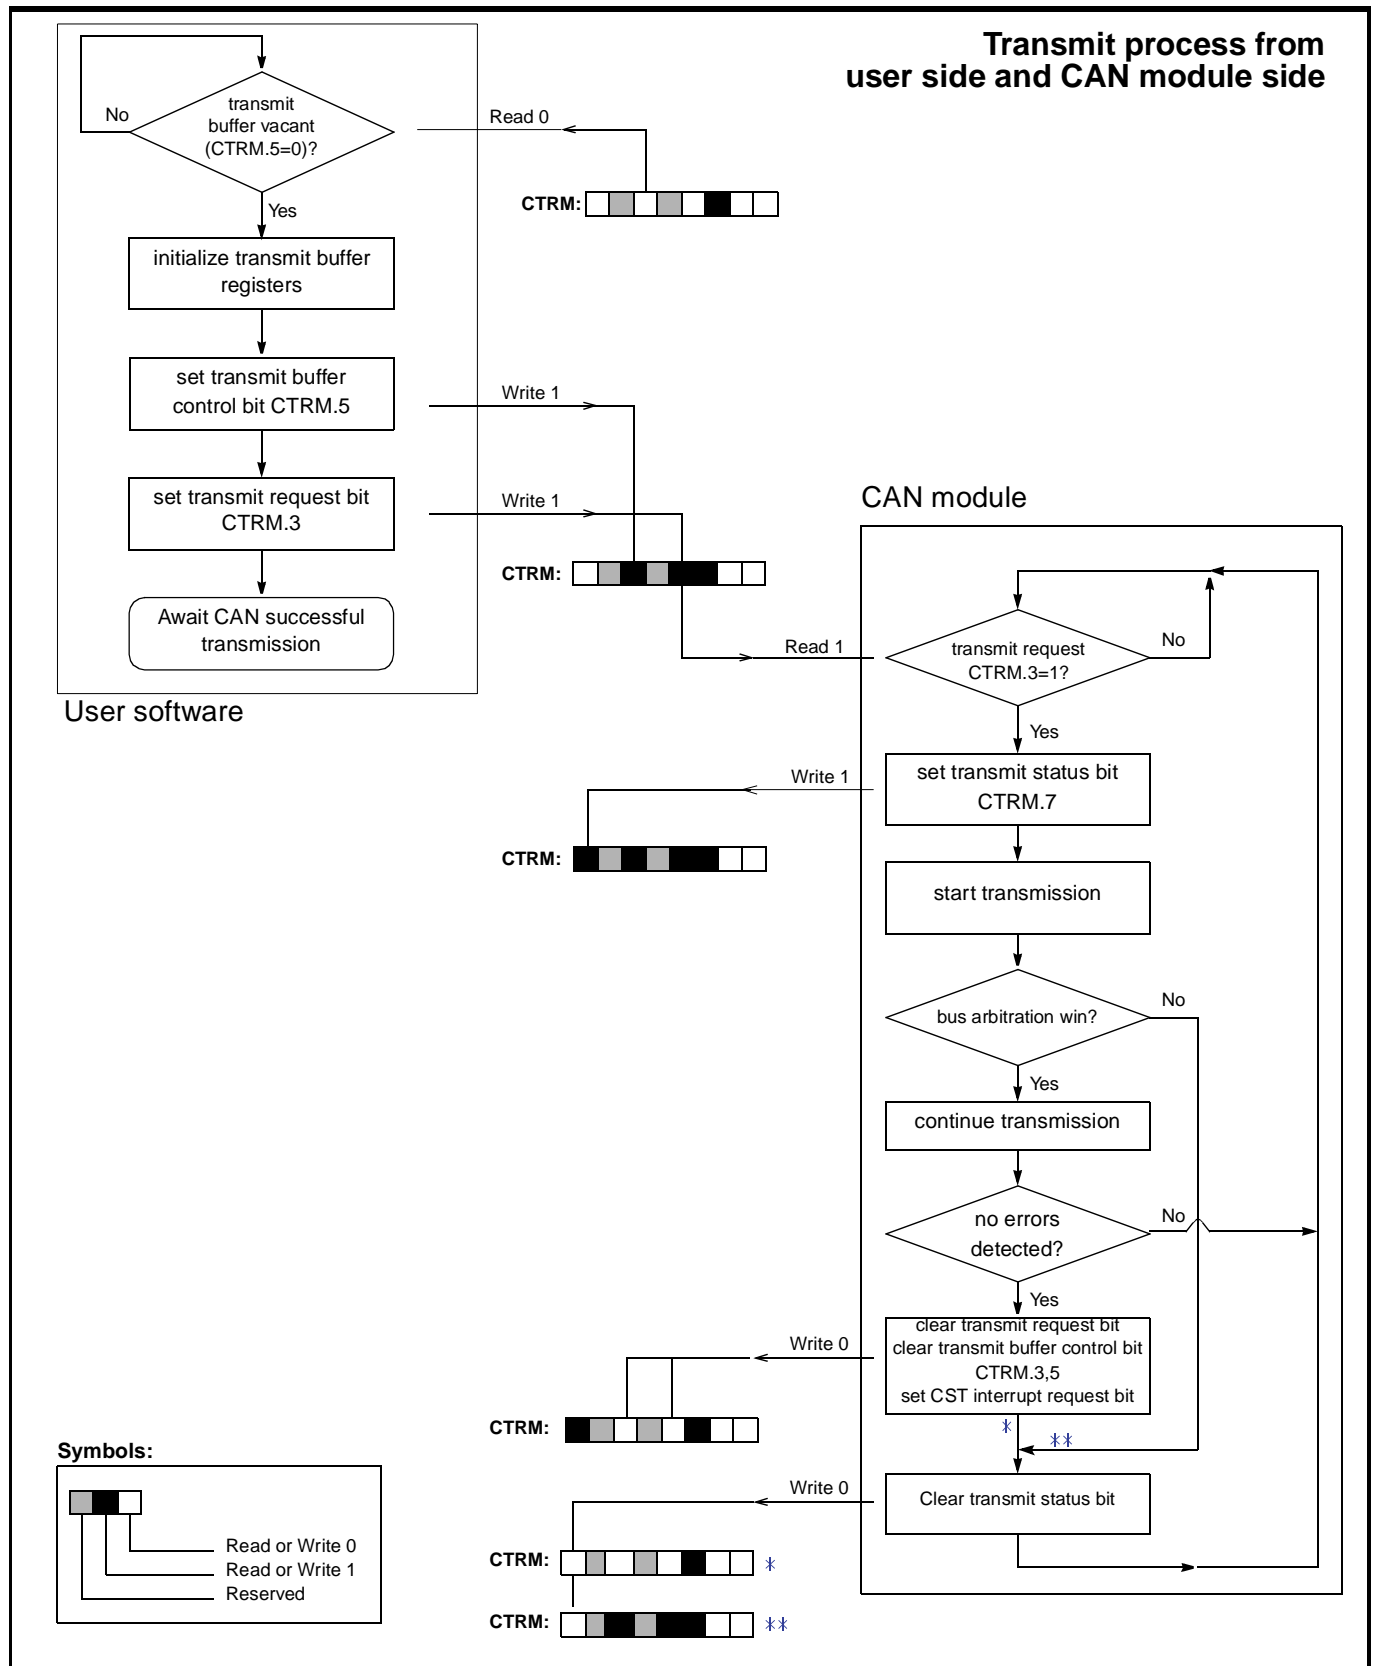 Transmit process from
user side and CAN module side
transmit
buffer vacant
(CTRM.5=0)?
No
Read 0
CTRM:
Yes
initialize transmit buffer
registers
set transmit buffer
control bit CTRM.5
Write 1
set transmit request bit
CTRM.3
Write 1
CTRM:
Await CAN successful
transmission
User software
CAN module
Read 1
transmit request
CTRM.3=1?
No
Yes
set transmit status bit
CTRM.7
Write 1
CTRM:
start transmission
bus arbitration win?
No
Yes
continue transmission
no errors
detected?
No
Yes
clear transmit request bit
clear transmit buffer control bit
CTRM.3,5
set CST interrupt request bit
Write 0
CTRM:
*
**
Clear transmit status bit
Write 0
CTRM: *
CTRM: **
Symbols:
Read or Write 0
Read or Write 1
Reserved